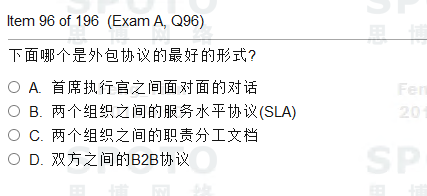 Item 96 of 196 (Exam A, Q96)
下面哪个是外包协议的最好的形式?
A. 首席执行官之间面对面的对话
B. 两个组织之间的服务水平协议(SLA)
C. 两个组织之间的职责分工文档
D. 双方之间的B2B协议